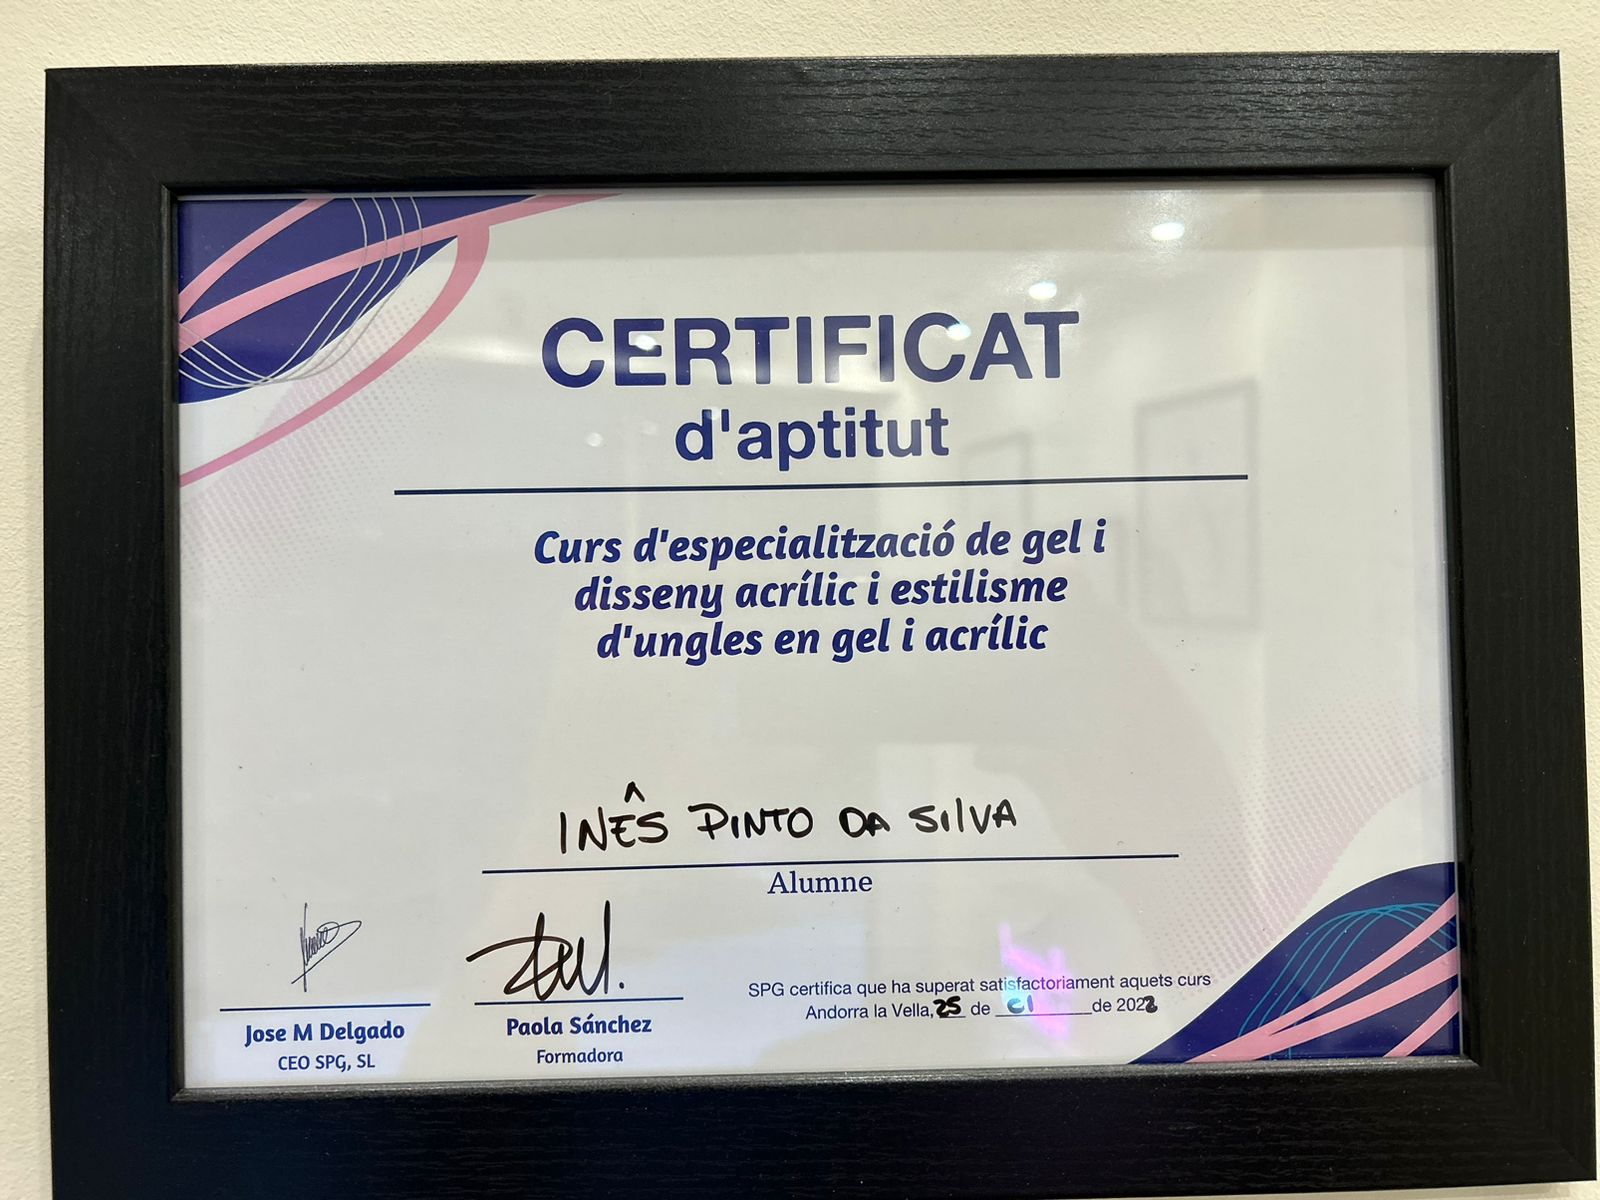 CERTIFICAT
d'aptitut
Curs d'especialització de gel i
disseny acrílic i estilisme
d'ungles en gel i acrílic
INÊS PINTO DA SILVA
Alumne
Jose M Delgado
CEO SPG, SL
Paola Sánchez
Formadora
SPG certifica que ha superat satisfactoriament aquets curs
Andorra la Vella, 25 de 01 de 2023